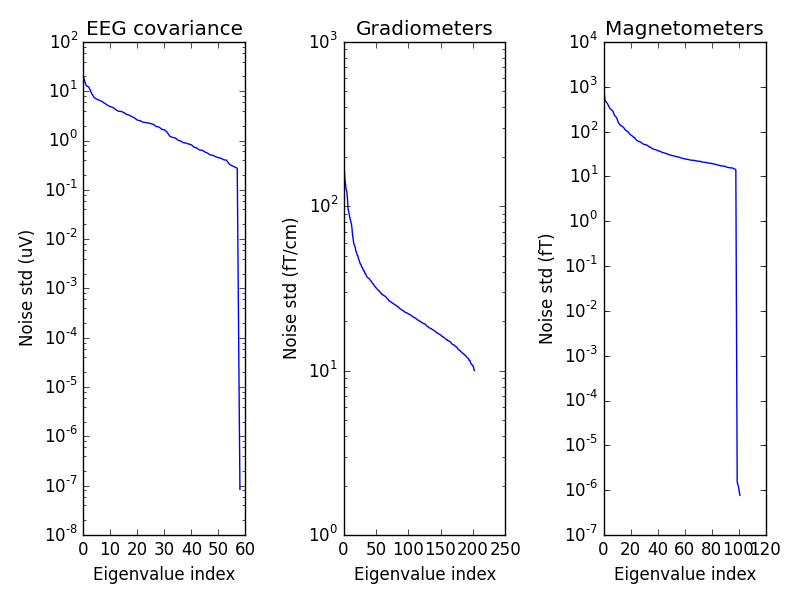 EEG covariance
Noise std (uV)
10^2
10^1
10^0
10^-1
10^-2
10^-3
10^-4
10^-5
10^-6
10^-7
10^-8
0 10 20 30 40 50 60
Eigenvalue index
Gradiometers
Noise std (fT/cm)
10^3
10^2
10^1
10^0
0 50 100 150 200 250
Eigenvalue index
Magnetometers
Noise std (fT)
10^4
10^3
10^2
10^1
10^0
10^-1
10^-2
10^-3
10^-4
10^-5
10^-6
10^-7
0 20 40 60 80 100 120
Eigenvalue index